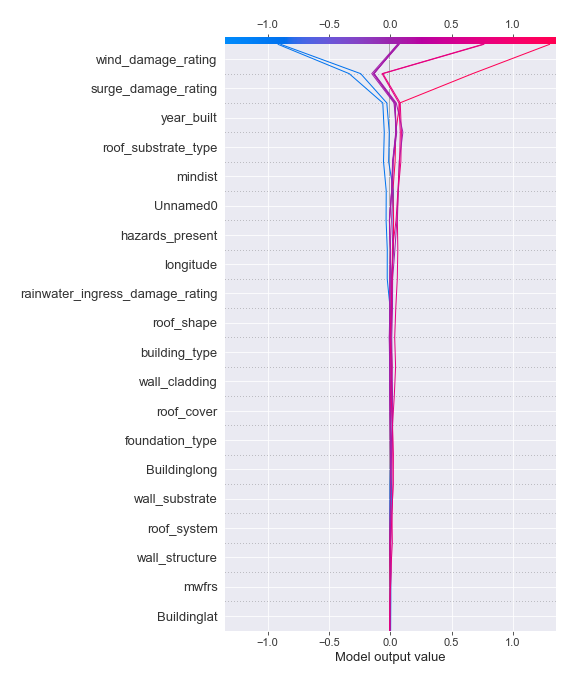 −1.0 −0.5 0.0 0.5 1.0
wind_damage_rating
surge_damage_rating
year_built
roof_substrate_type
mindist
Unnamed0
hazards_present
longitude
rainwater_ingress_damage_rating
roof_shape
building_type
wall_cladding
roof_cover
foundation_type
Buildinglong
wall_substrate
roof_system
wall_structure
mwfrs
Buildinglat
−1.0 −0.5 0.0 0.5 1.0
Model output value